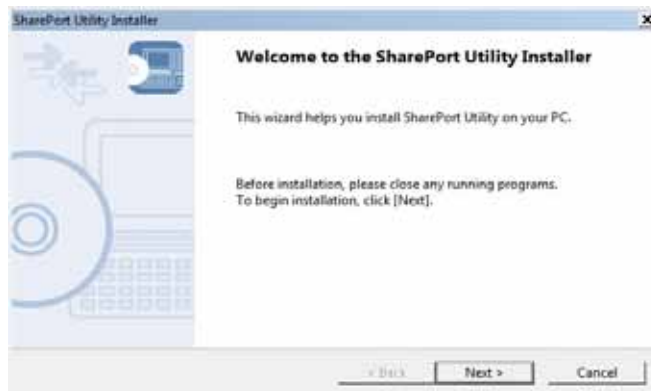 SharePort Utility Installer
x
Welcome to the SharePort Utility Installer
This wizard helps you install SharePort Utility on your PC.
Before installation, please close any running programs.
To begin installation, click [Next].
< Back
Next >
Cancel